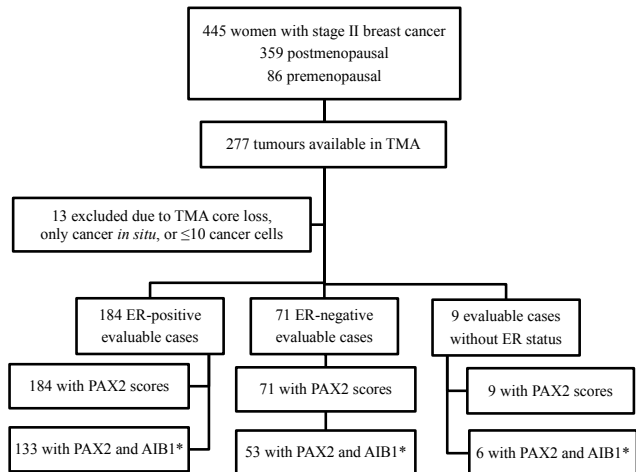 445 women with stage II breast cancer
359 postmenopausal
86 premenopausal
277 tumours available in TMA
13 excluded due to TMA core loss,
only cancer in situ, or ≤10 cancer cells
184 ER-positive
evaluable cases
71 ER-negative
evaluable cases
9 evaluable cases
without ER status
184 with PAX2 scores
71 with PAX2 scores
9 with PAX2 scores
133 with PAX2 and AIB1*
53 with PAX2 and AIB1*
6 with PAX2 and AIB1*